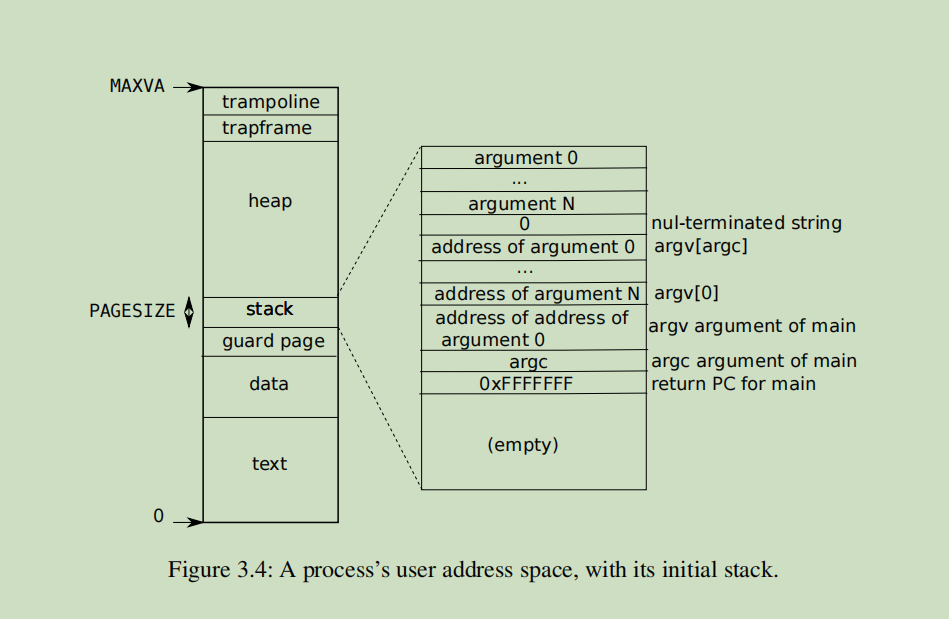 MAXVA
trampoline
trapframe
heap
PAGESIZE
stack
guard page
data
text
0
argument 0
...
argument N
0
nul-terminated string
address of argument 0
argv[argc]
...
address of argument N
argv[0]
address of address of
argument 0
argv argument of main
argc
argc argument of main
0xFFFFFFF
return PC for main
(empty)
Figure 3.4: A process’s user address space, with its initial stack.